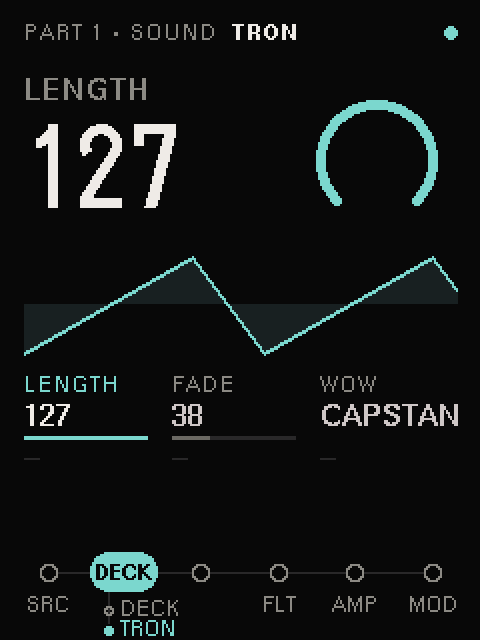 PART 1 · SOUND TRON
LENGTH
127
LENGTH FADE WOW
127 38 CAPSTAN
— — —
DECK
SRC DECK FLT AMP MOD
TRON